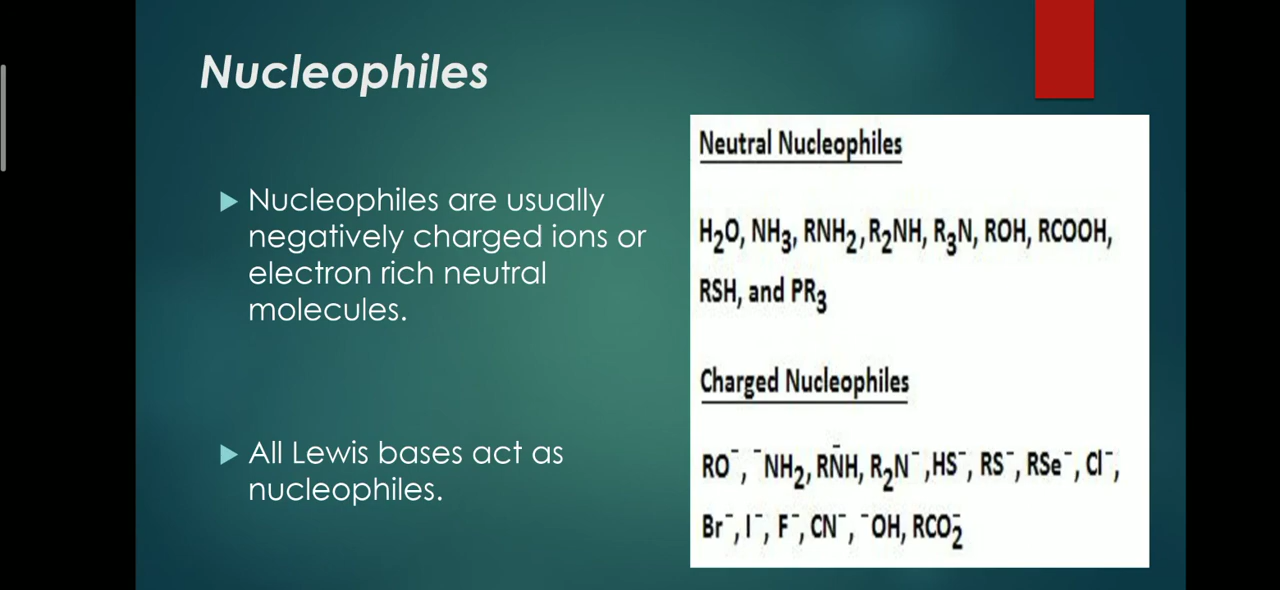 Nucleophiles
Nucleophiles are usually
negatively charged ions or
electron rich neutral
molecules.
All Lewis bases act as
nucleophiles.
Neutral Nucleophiles
H₂O, NH₃, RNH₂, R₂NH, R₃N, ROH, RCOOH,
RSH, and PR₃
Charged Nucleophiles
RO⁻, ⁻NH₂, RN̄H, R₂N⁻, HS⁻, RS⁻, RSe⁻, Cl⁻,
Br⁻, I⁻, F⁻, CN⁻, ⁻OH, RCO₂⁻